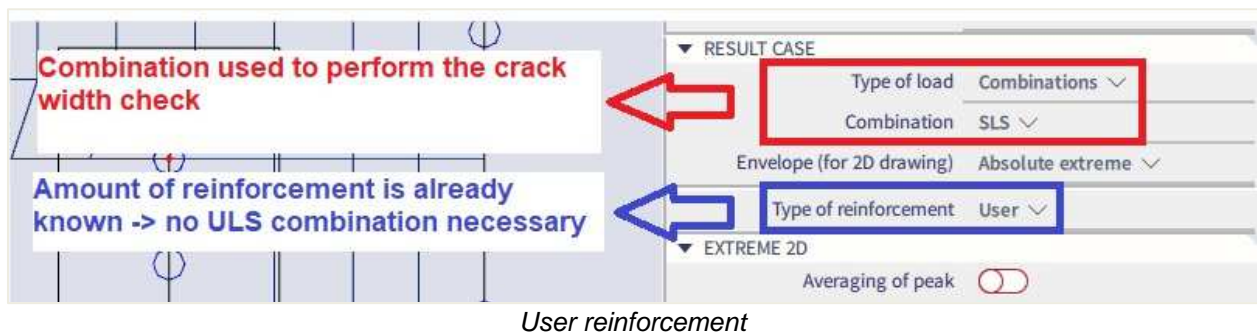 Combination used to perform the crack
width check
Amount of reinforcement is already
known -> no ULS combination necessary
▼ RESULT CASE
Type of load Combinations
Combination SLS
Envelope (for 2D drawing) Absolute extreme
Type of reinforcement User
▼ EXTREME 2D
Averaging of peak
User reinforcement